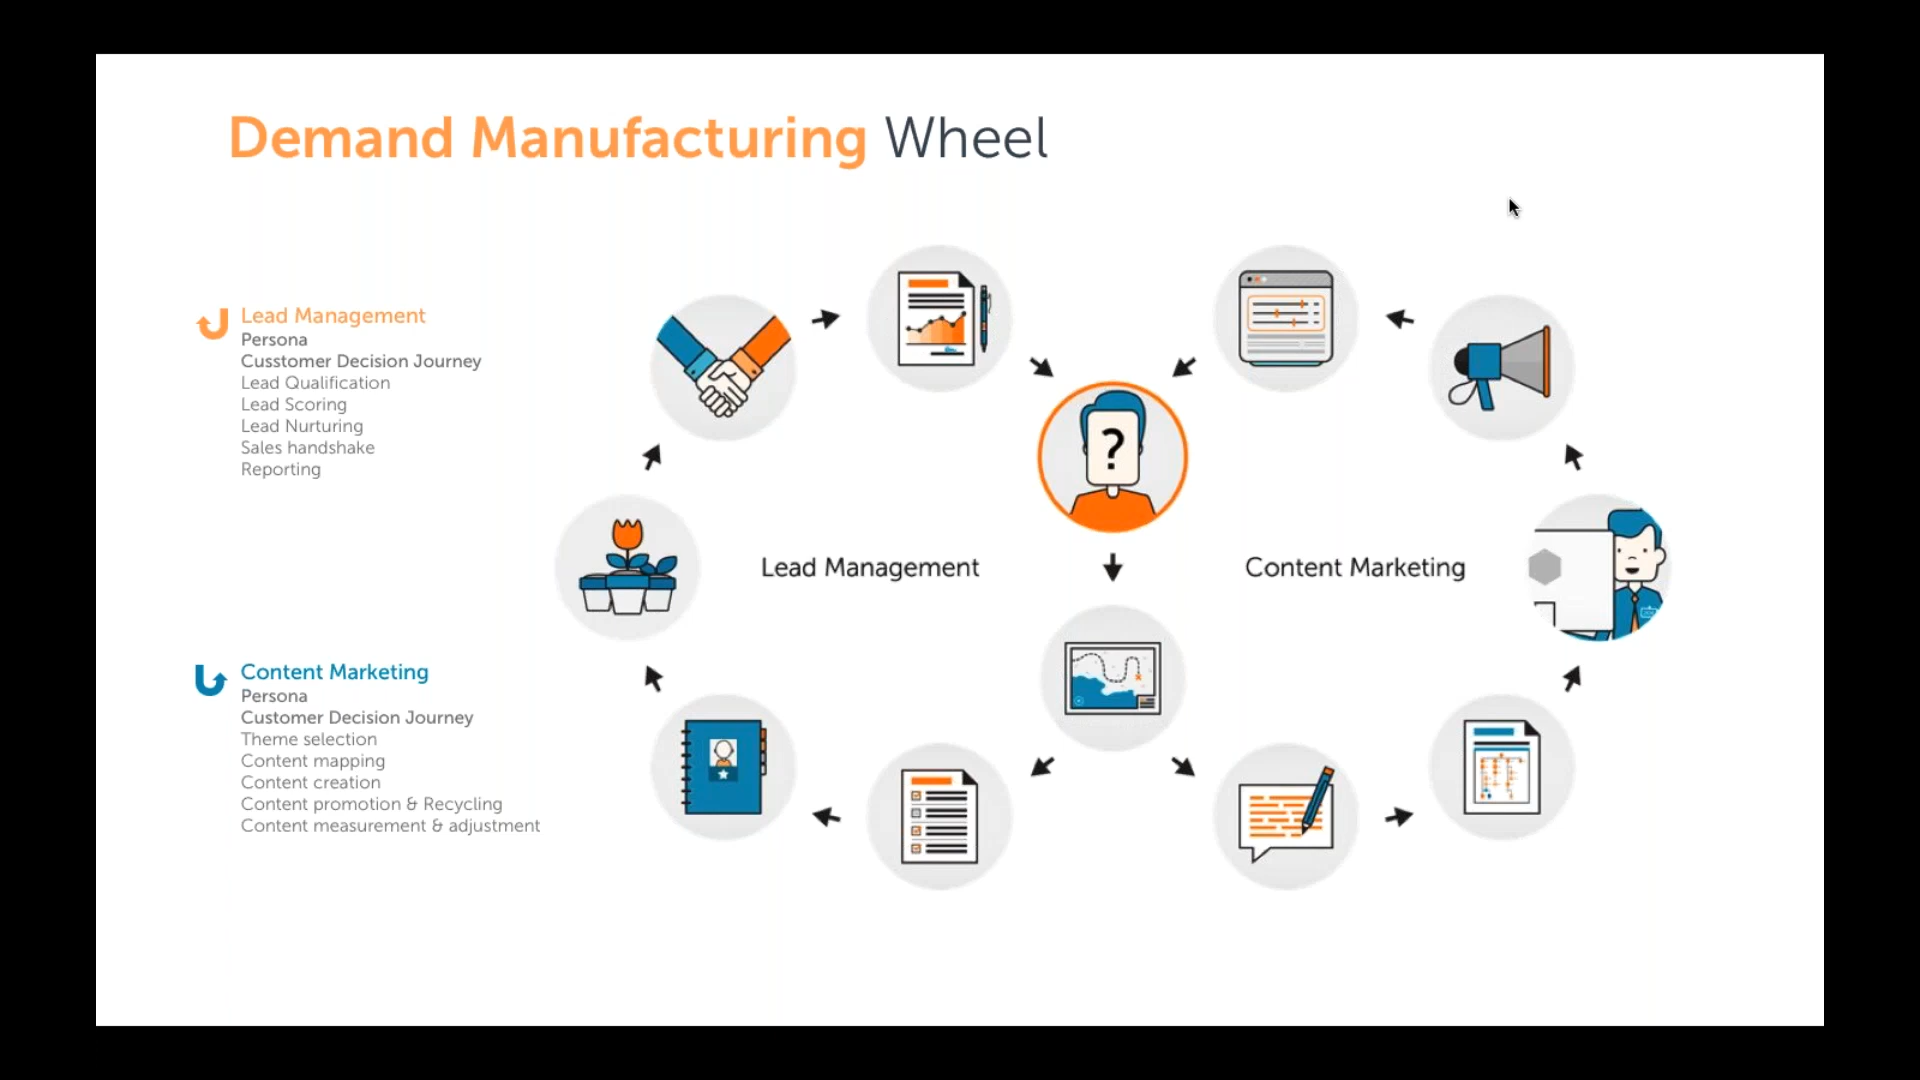 Demand Manufacturing Wheel
Lead Management
Persona
Cusstomer Decision Journey
Lead Qualification
Lead Scoring
Lead Nurturing
Sales handshake
Reporting
?
Lead Management
Content Marketing
Content Marketing
Persona
Customer Decision Journey
Theme selection
Content mapping
Content creation
Content promotion & Recycling
Content measurement & adjustment